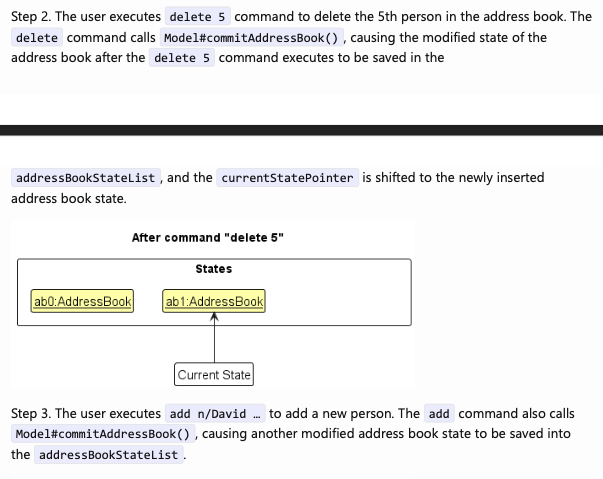 Step 2. The user executes delete 5 command to delete the 5th person in the address book. The
delete command calls Model#commitAddressBook() , causing the modified state of the
address book after the delete 5 command executes to be saved in the
addressBookStateList , and the currentStatePointer is shifted to the newly inserted
address book state.
After command "delete 5"
States
ab0:AddressBook ab1:AddressBook
Current State
Step 3. The user executes add n/David … to add a new person. The add command also calls
Model#commitAddressBook() , causing another modified address book state to be saved into
the addressBookStateList .